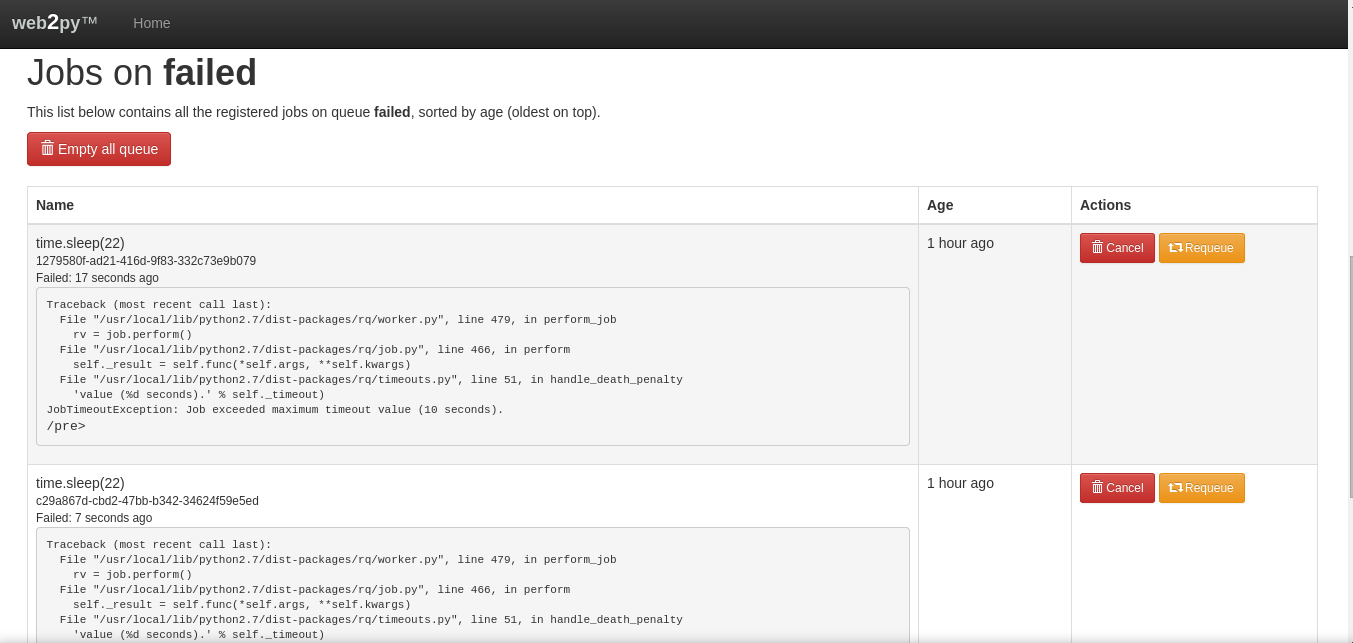 web2py™ Home
Jobs on failed
This list below contains all the registered jobs on queue failed, sorted by age (oldest on top).
Empty all queue
Name Age Actions
time.sleep(22) 1 hour ago Cancel Requeue
1279580f-ad21-416d-9f83-332c73e9b079
Failed: 17 seconds ago
Traceback (most recent call last):
  File "/usr/local/lib/python2.7/dist-packages/rq/worker.py", line 479, in perform_job
    rv = job.perform()
  File "/usr/local/lib/python2.7/dist-packages/rq/job.py", line 466, in perform
    self._result = self.func(*self.args, **self.kwargs)
  File "/usr/local/lib/python2.7/dist-packages/rq/timeouts.py", line 51, in handle_death_penalty
    'value (%d seconds).' % self._timeout)
JobTimeoutException: Job exceeded maximum timeout value (10 seconds).
/pre>
time.sleep(22) 1 hour ago Cancel Requeue
c29a867d-cbd2-47bb-b342-34624f59e5ed
Failed: 7 seconds ago
Traceback (most recent call last):
  File "/usr/local/lib/python2.7/dist-packages/rq/worker.py", line 479, in perform_job
    rv = job.perform()
  File "/usr/local/lib/python2.7/dist-packages/rq/job.py", line 466, in perform
    self._result = self.func(*self.args, **self.kwargs)
  File "/usr/local/lib/python2.7/dist-packages/rq/timeouts.py", line 51, in handle_death_penalty
    'value (%d seconds).' % self._timeout)